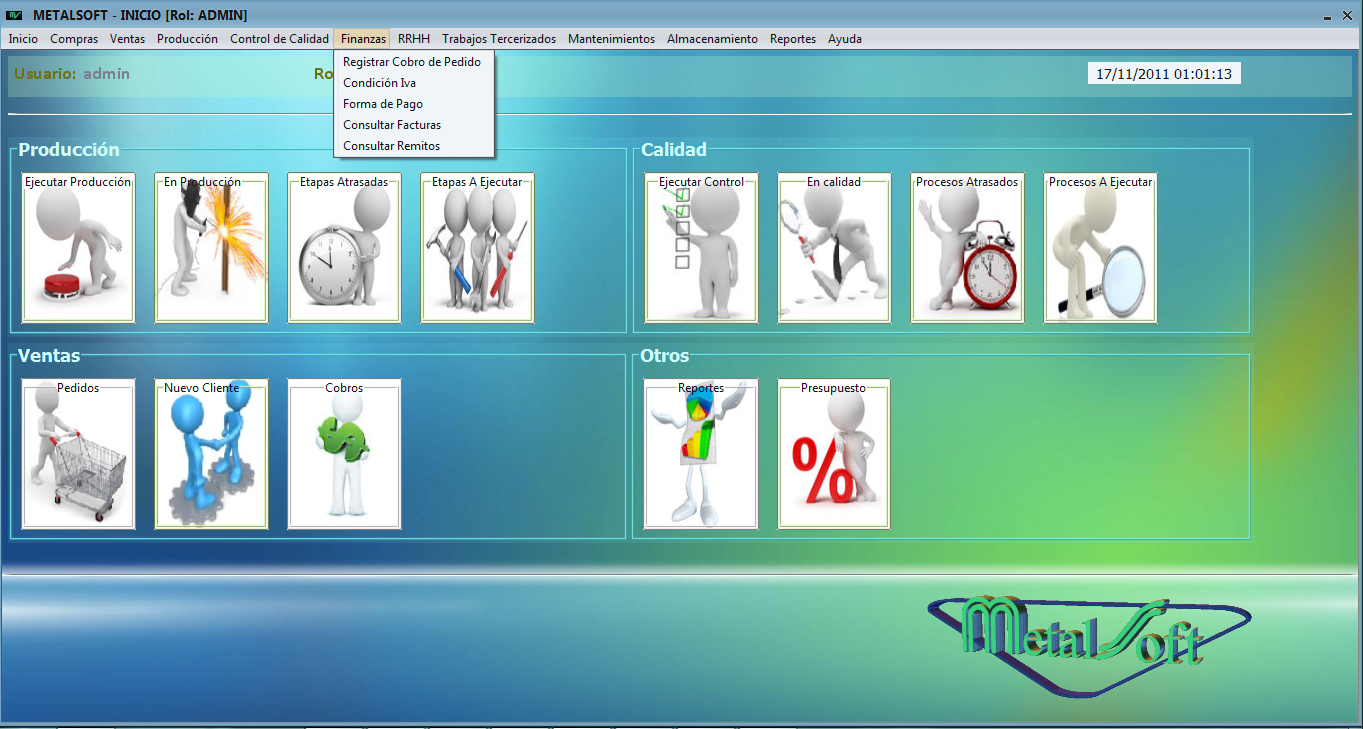 METALSOFT - INICIO [Rol: ADMIN]
Inicio Compras Ventas Producción Control de Calidad Finanzas RRHH Trabajos Tercerizados Mantenimientos Almacenamiento Reportes Ayuda
Registrar Cobro de Pedido
Condición Iva
Forma de Pago
Consultar Facturas
Consultar Remitos
Usuario: admin
Ro
17/11/2011 01:01:13
Producción
Ejecutar Producción En Producción Etapas Atrasadas Etapas A Ejecutar
Calidad
Ejecutar Control En calidad Procesos Atrasados Procesos A Ejecutar
Ventas
Pedidos Nuevo Cliente Cobros
Otros
Reportes Presupuesto
%
MetalSoft